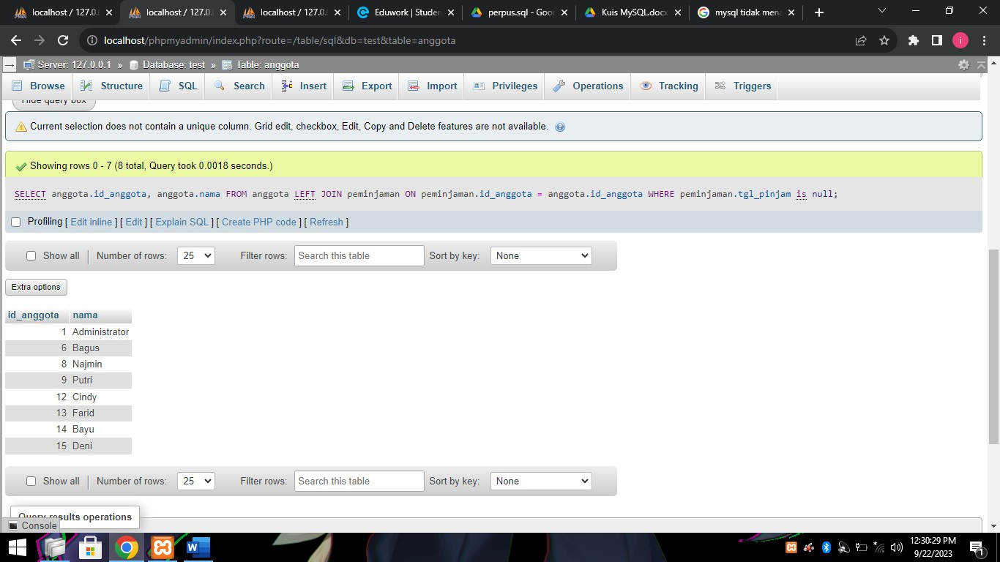 localhost / 127.0.
localhost / 127.0.
localhost / 127.0.
Eduwork | Studen
perpus.sql - Goo
Kuis MySQL.docx
mysql tidak mena
localhost/phpmyadmin/index.php?route=/table/sql&db=test&table=anggota
i
Server: 127.0.0.1 » Database: test » Table: anggota
Browse Structure SQL Search Insert Export Import Privileges Operations Tracking Triggers
Hide query box
Current selection does not contain a unique column. Grid edit, checkbox, Edit, Copy and Delete features are not available.
Showing rows 0 - 7 (8 total, Query took 0.0018 seconds.)
SELECT anggota.id_anggota, anggota.nama FROM anggota LEFT JOIN peminjaman ON peminjaman.id_anggota = anggota.id_anggota WHERE peminjaman.tgl_pinjam is null;
Profiling [ Edit inline ] [ Edit ] [ Explain SQL ] [ Create PHP code ] [ Refresh ]
Show all | Number of rows: 25 Filter rows: Search this table Sort by key: None
Extra options
id_anggota nama
1 Administrator
6 Bagus
8 Najmin
9 Putri
12 Cindy
13 Farid
14 Bayu
15 Deni
Show all | Number of rows: 25 Filter rows: Search this table Sort by key: None
Query results operations
Console
12:30:29 PM
9/22/2023
1